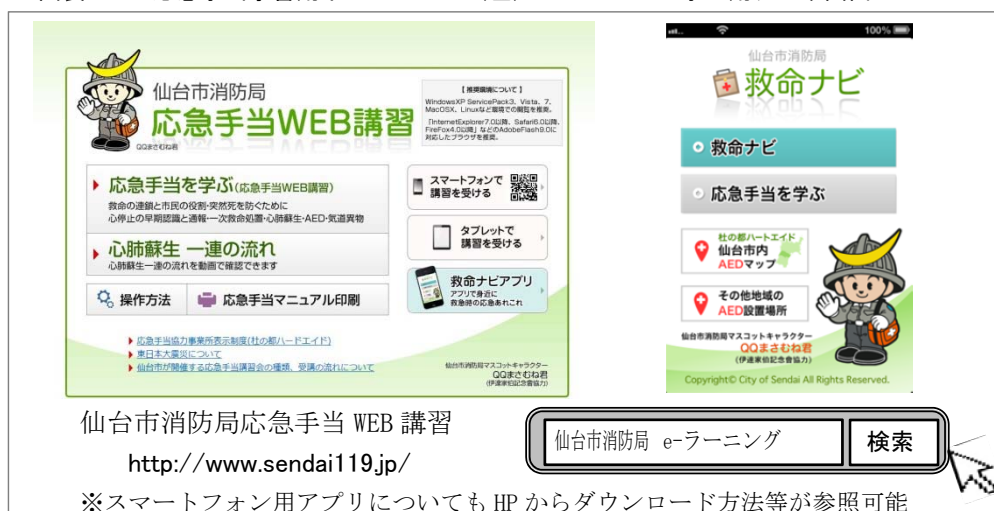 仙台市消防局
応急手当WEB講習
QQまさむね君
【 推奨環境について 】
WindowsXP ServicePack3、Vista、7、
MacOSX、Linuxなど環境での閲覧を推奨。
「InternetExplorer7.0以降、Safari5.0以降、
FireFox4.0以降」などのAdobeFlash9.0に
対応したブラウザを推奨。
応急手当を学ぶ(応急手当WEB講習)
救命の連鎖と市民の役割・突然死を防ぐために
心停止の早期認識と通報・一次救命処置・心肺蘇生・AED・気道異物
心肺蘇生 一連の流れ
心肺蘇生一連の流れを動画で確認できます
操作方法
応急手当マニュアル印刷
スマートフォンで
講習を受ける
タブレットで
講習を受ける
救命ナビアプリ
アプリで身近に
救急時の応急あれこれ
応急手当協力事業所表示制度(杜の都ハートエイド)
東日本大震災について
仙台市が開催する応急手当講習会の種類、受講の流れについて
仙台市消防局マスコットキャラクター
QQまさむね君
(伊達家伯記念會協力)
100%
仙台市消防局
救命ナビ
救命ナビ
応急手当を学ぶ
杜の都ハートエイド
仙台市内
AEDマップ
その他地域の
AED設置場所
仙台市消防局マスコットキャラクター
QQまさむね君
(伊達家伯記念會協力)
Copyright© City of Sendai All Rights Reserved.
仙台市消防局応急手当 WEB 講習
http://www.sendai119.jp/
仙台市消防局 e-ラーニング
検索
※スマートフォン用アプリについても HP からダウンロード方法等が参照可能